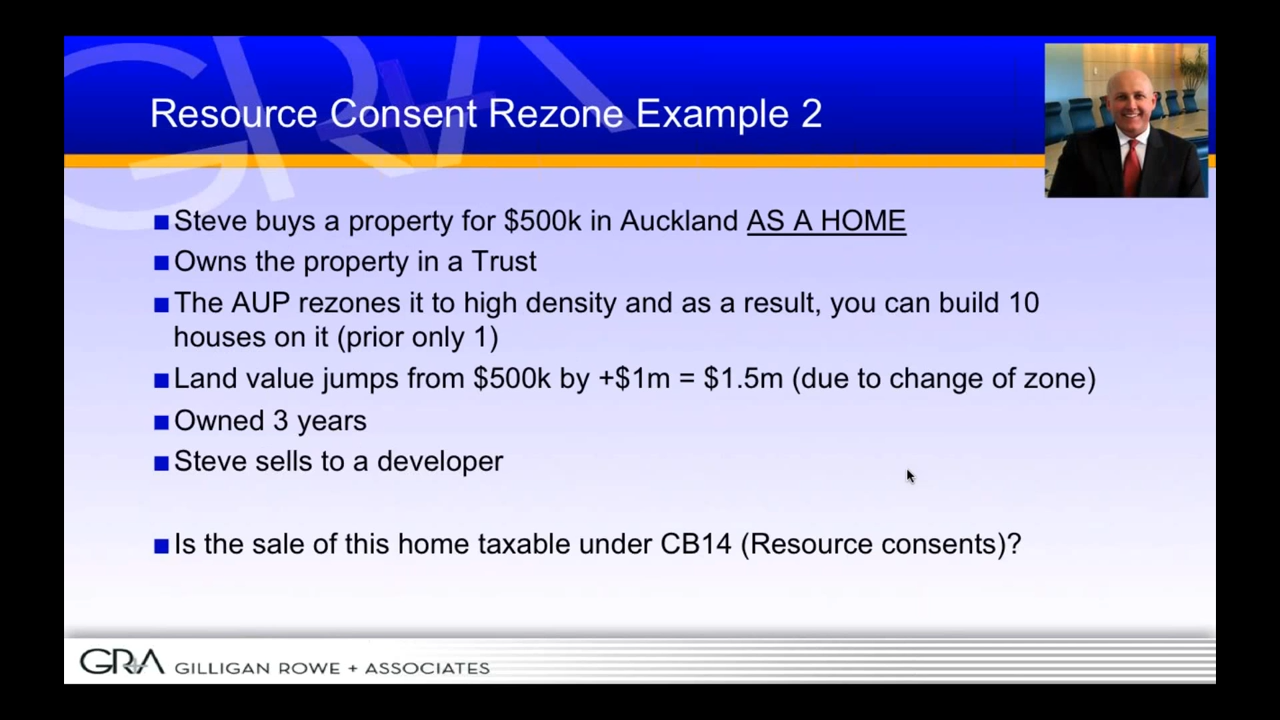 Resource Consent Rezone Example 2
Steve buys a property for $500k in Auckland AS A HOME
Owns the property in a Trust
The AUP rezones it to high density and as a result, you can build 10
houses on it (prior only 1)
Land value jumps from $500k by +$1m = $1.5m (due to change of zone)
Owned 3 years
Steve sells to a developer
Is the sale of this home taxable under CB14 (Resource consents)?
GRA GILLIGAN ROWE + ASSOCIATES